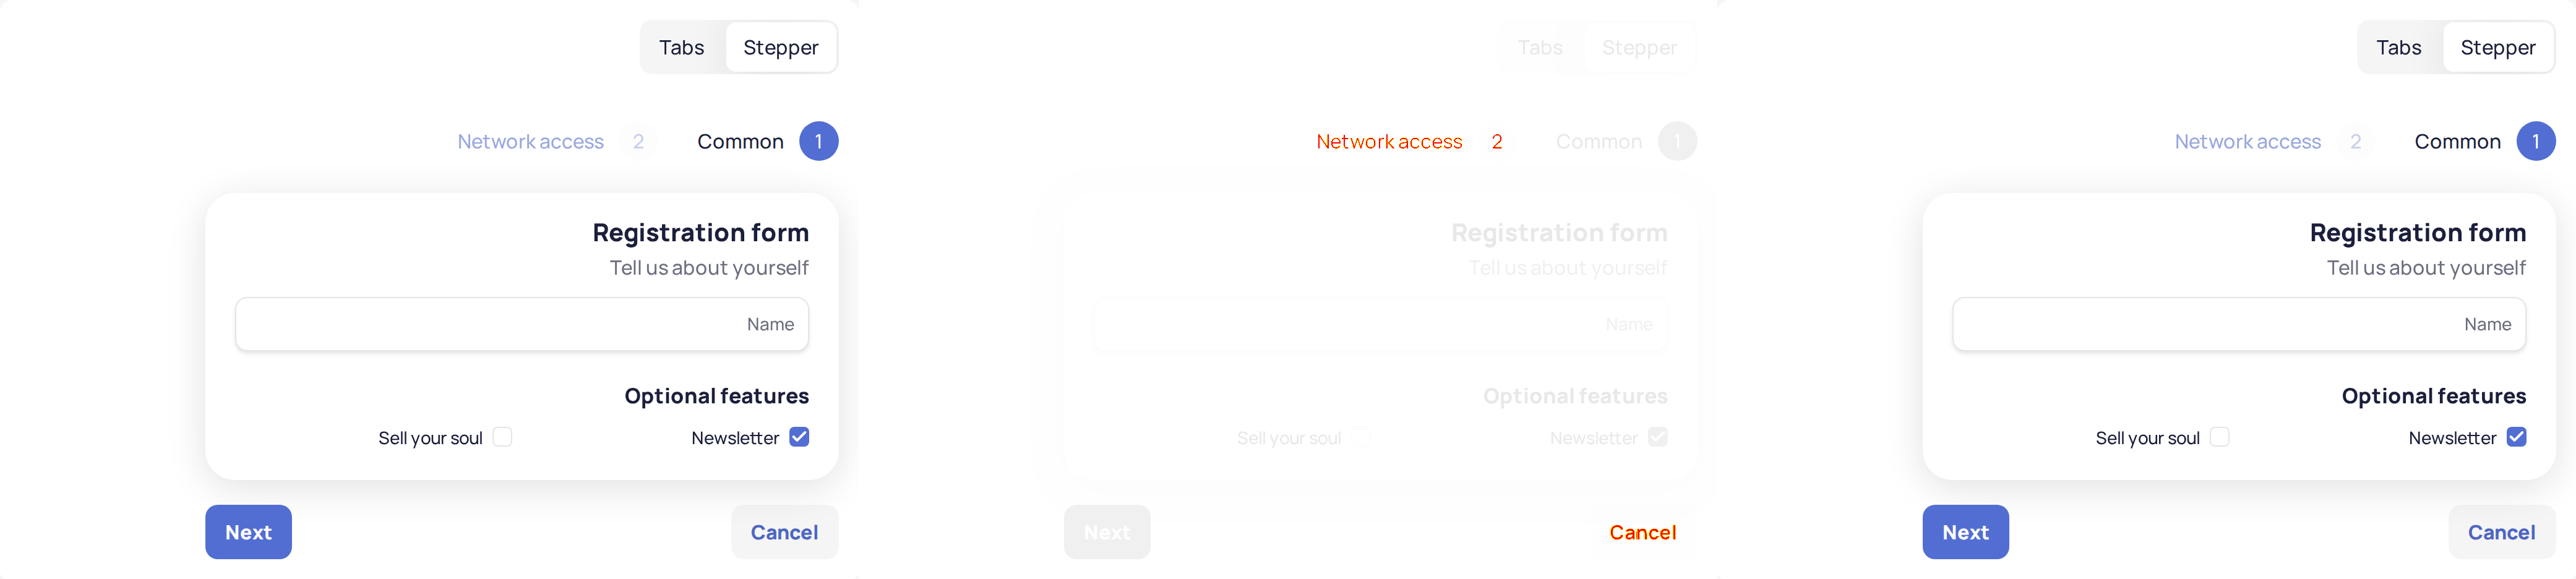 Tabs Stepper
Network access 2 Common 1
Registration form
Tell us about yourself
Name
Optional features
Sell your soul Newsletter
Next Cancel
Tabs Stepper
Network access 2 Common 1
Registration form
Tell us about yourself
Name
Optional features
Sell your soul Newsletter
Next Cancel
Tabs Stepper
Network access 2 Common 1
Registration form
Tell us about yourself
Name
Optional features
Sell your soul Newsletter
Next Cancel